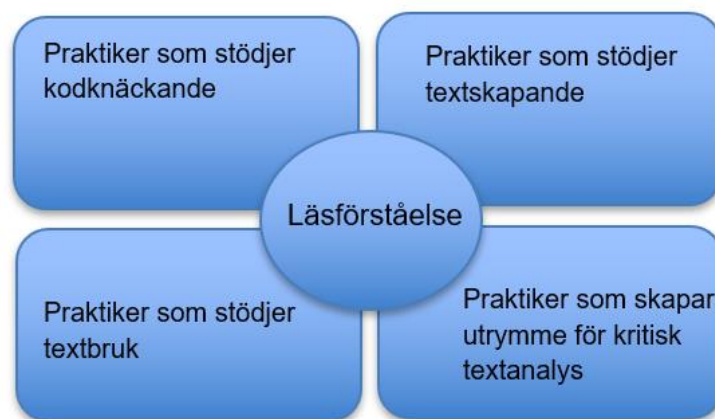 Praktiker som stödjer
kodknäckande
Praktiker som stödjer
textskapande
Läsförståelse
Praktiker som stödjer
textbruk
Praktiker som skapar
utrymme för kritisk
textanalys